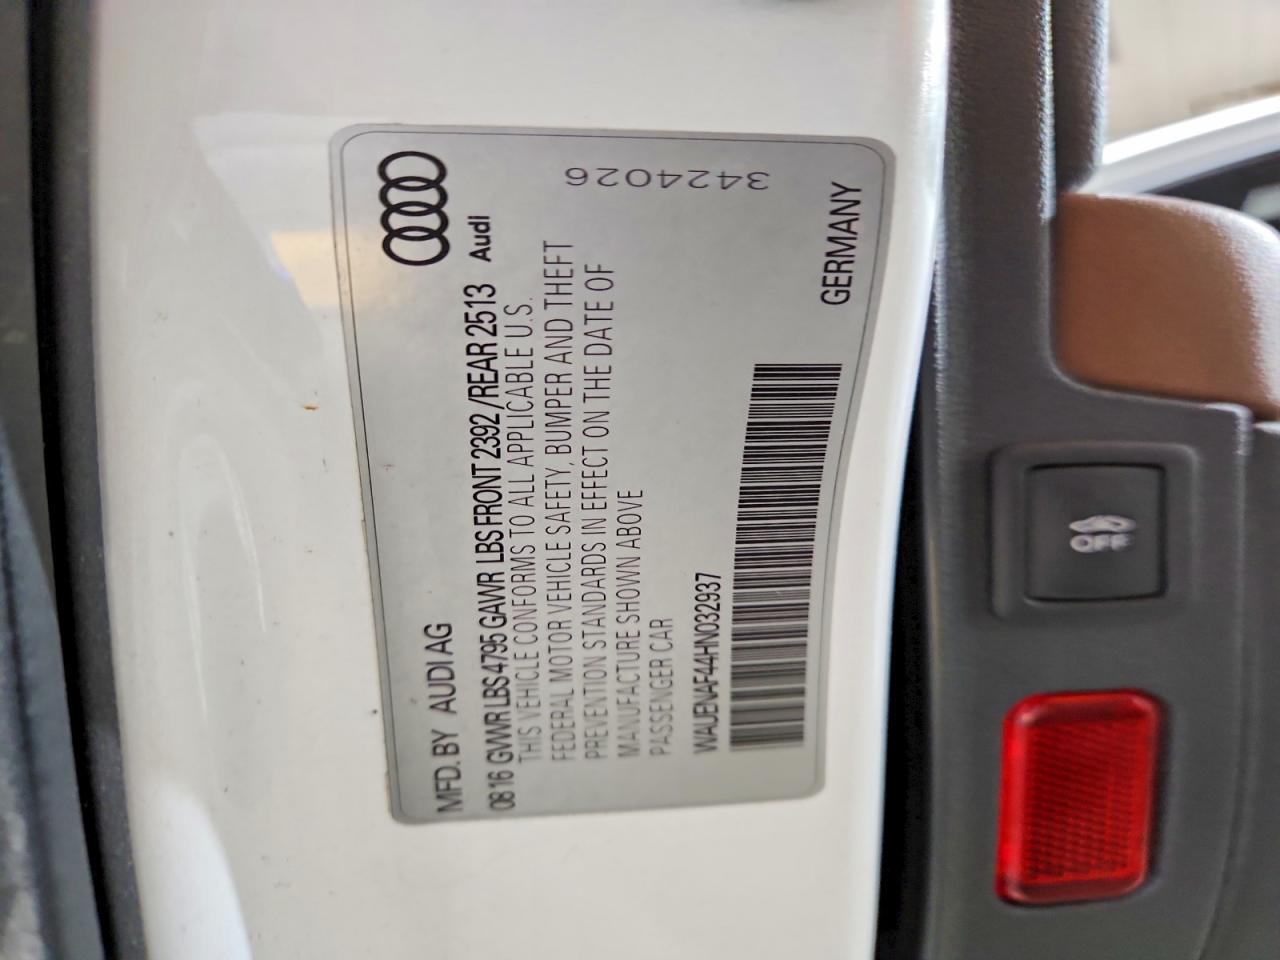 MFD. BY AUDI AG
0816 GVWR LBS 4795 GAWR LBS FRONT 2392 /REAR 2513
Audi
THIS VEHICLE CONFORMS TO ALL APPLICABLE U.S.
FEDERAL MOTOR VEHICLE SAFETY, BUMPER AND THEFT
PREVENTION STANDARDS IN EFFECT ON THE DATE OF
MANUFACTURE SHOWN ABOVE
PASSENGER CAR
WAUENAF44HN032937
GERMANY
3424026
OFF